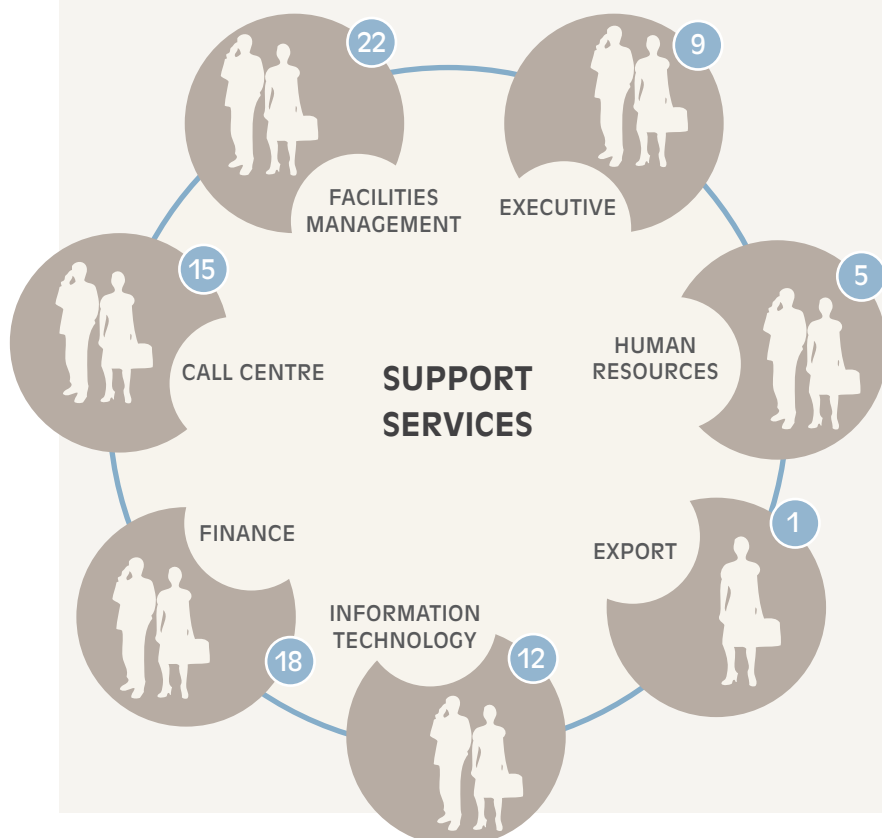 22
9
FACILITIES
MANAGEMENT
EXECUTIVE
15
5
CALL CENTRE
SUPPORT
SERVICES
HUMAN
RESOURCES
FINANCE
1
EXPORT
INFORMATION
TECHNOLOGY
18
12